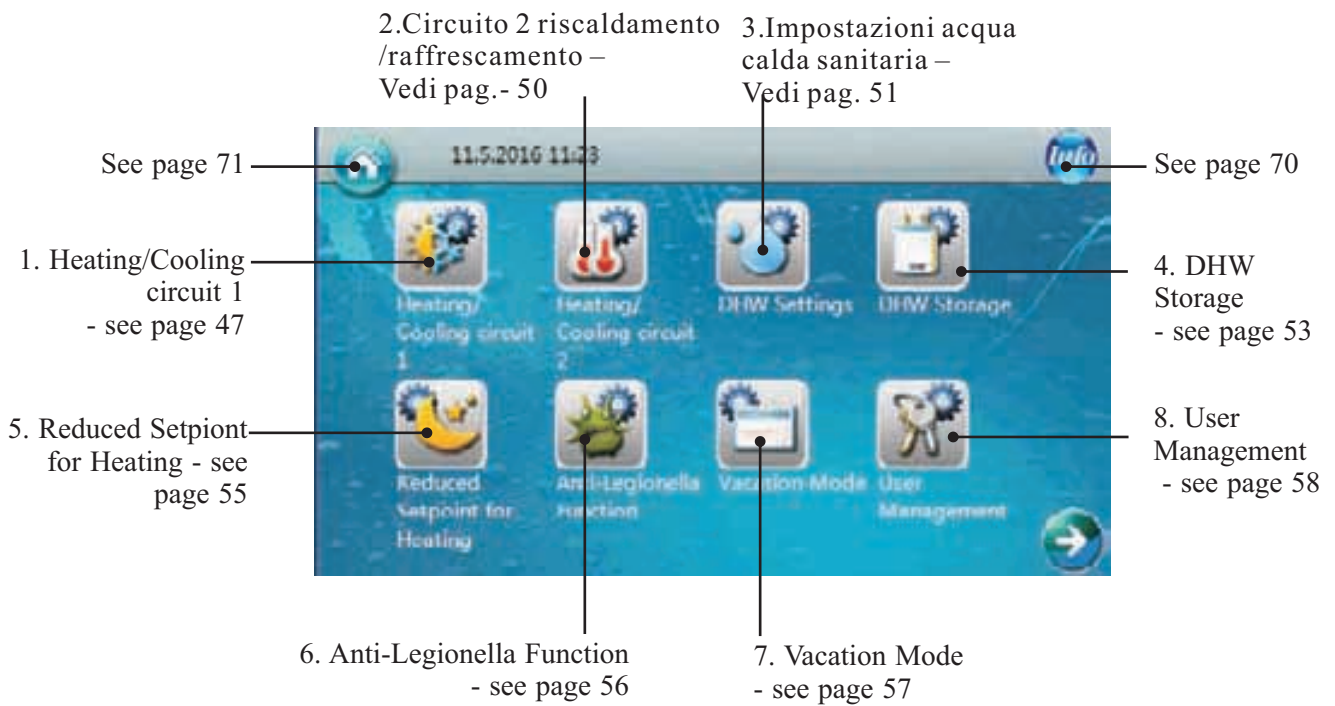 2.Circuito 2 riscaldamento
/raffrescamento –
Vedi pag.- 50
3.Impostazioni acqua
calda sanitaria –
Vedi pag. 51
See page 71
11.5.2016 11:23
Info
See page 70
1. Heating/Cooling
circuit 1
- see page 47
Heating/
Cooling circuit
1
Heating/
Cooling circuit
2
DHW Settings
DHW Storage
4. DHW
Storage
- see page 53
5. Reduced Setpiont
for Heating - see
page 55
Reduced
Setpoint for
Heating
Anti-Legionella
Function
Vacation Mode
User
Management
8. User
Management
- see page 58
6. Anti-Legionella Function
- see page 56
7. Vacation Mode
- see page 57